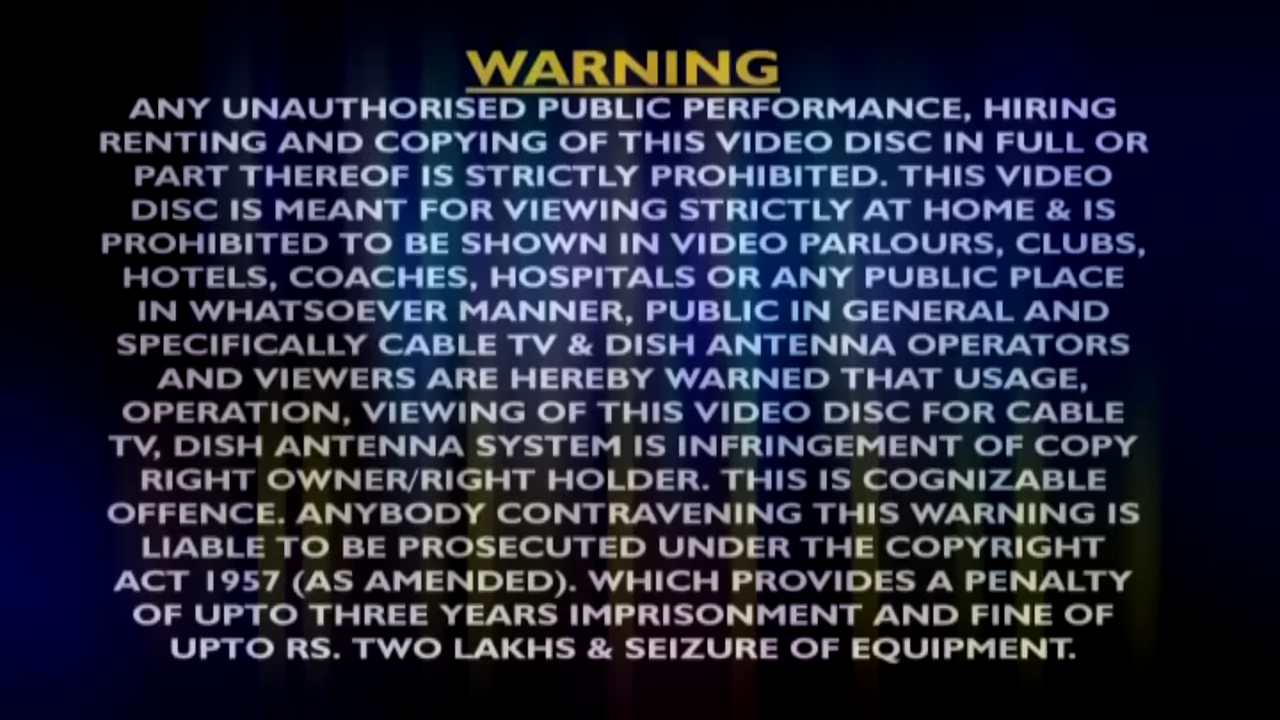 WARNING
ANY UNAUTHORISED PUBLIC PERFORMANCE, HIRING
RENTING AND COPYING OF THIS VIDEO DISC IN FULL OR
PART THEREOF IS STRICTLY PROHIBITED. THIS VIDEO
DISC IS MEANT FOR VIEWING STRICTLY AT HOME & IS
PROHIBITED TO BE SHOWN IN VIDEO PARLOURS, CLUBS,
HOTELS, COACHES, HOSPITALS OR ANY PUBLIC PLACE
IN WHATSOEVER MANNER, PUBLIC IN GENERAL AND
SPECIFICALLY CABLE TV & DISH ANTENNA OPERATORS
AND VIEWERS ARE HEREBY WARNED THAT USAGE,
OPERATION, VIEWING OF THIS VIDEO DISC FOR CABLE
TV, DISH ANTENNA SYSTEM IS INFRINGEMENT OF COPY
RIGHT OWNER/RIGHT HOLDER. THIS IS COGNIZABLE
OFFENCE. ANYBODY CONTRAVENING THIS WARNING IS
LIABLE TO BE PROSECUTED UNDER THE COPYRIGHT
ACT 1957 (AS AMENDED). WHICH PROVIDES A PENALTY
OF UPTO THREE YEARS IMPRISONMENT AND FINE OF
UPTO RS. TWO LAKHS & SEIZURE OF EQUIPMENT.